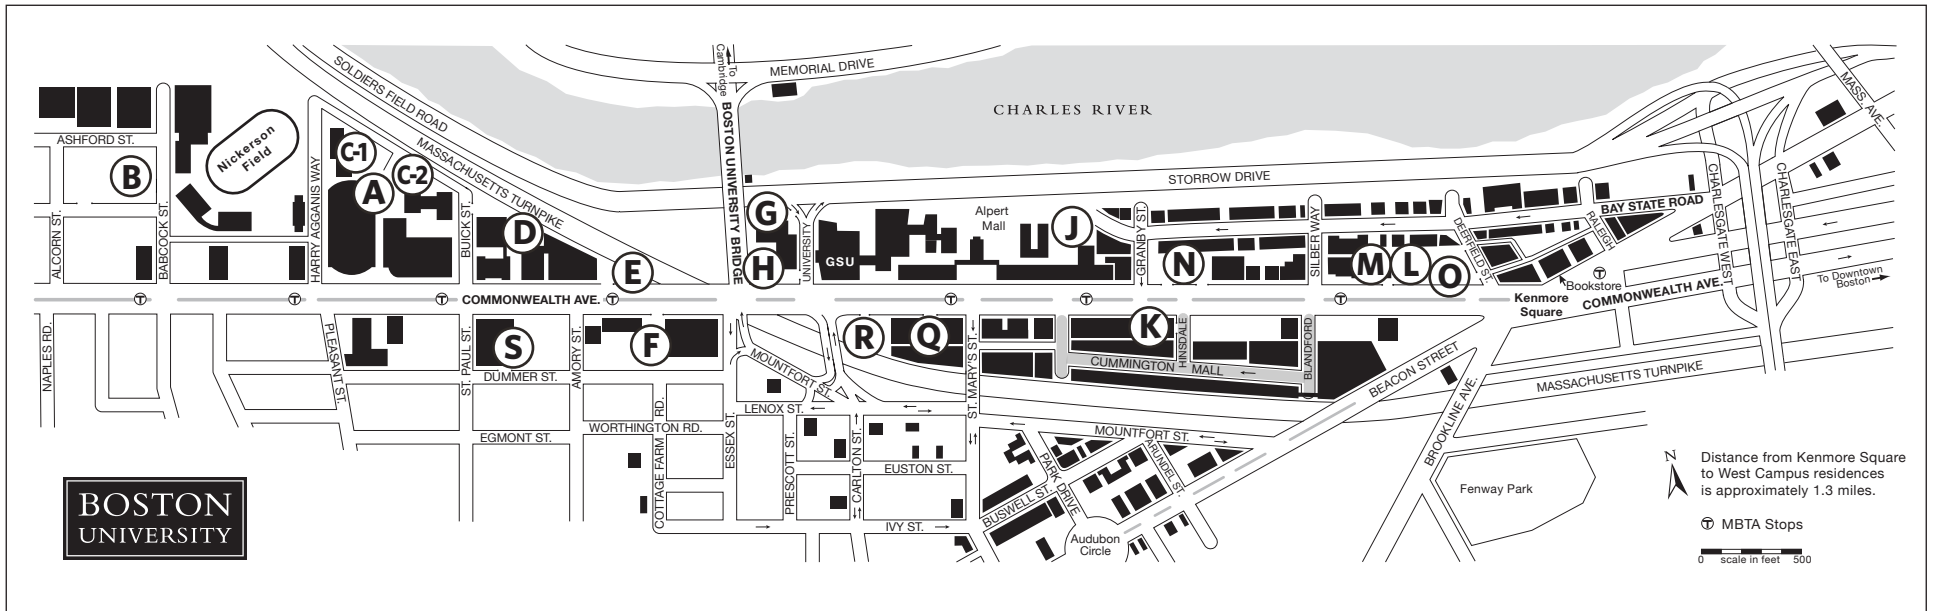 SOLDIERS FIELD ROAD
MASSACHUSETTS TURNPIKE
To
Cambridge
BOSTON UNIVERSITY BRIDGE
MEMORIAL DRIVE
CHARLES RIVER
MASS. AVE.
ASHFORD ST.
Nickerson
Field
B
C-1
C-2
A
D
G
H
E
STORROW DRIVE
Alpert
Mall
J
GSU
UNIVERSITY
GRANBY ST.
SILBER WAY
DEERFIELD ST.
RALEIGH
BAY STATE ROAD
CHARLESGATE WEST
CHARLESGATE EAST
ALCORN ST.
BABCOCK ST.
HARRY AGGANIS WAY
BUICK ST.
N
M
L
O
Bookstore
Kenmore
Square
COMMONWEALTH AVE.
To Downtown
Boston
T
T
T
COMMONWEALTH AVE.
T
T
T
T
T
NAPLES RD.
PLEASANT ST.
ST. PAUL ST.
S
AMORY ST.
F
R
Q
K
HINSDALE
BLANDFORD
CUMMINGTON MALL
DUMMER ST.
MOUNTFORT ST.
ST. MARY'S ST.
BEACON STREET
MASSACHUSETTS TURNPIKE
BROOKLINE AVE.
LENOX ST.
WORTHINGTON RD.
EGMONT ST.
COTTAGE FARM RD.
ESSEX ST.
PRESCOTT ST.
CARLTON ST.
EUSTON ST.
IVY ST.
MOUNTFORT ST.
PARK DRIVE
ARUNDEL ST.
BUSWELL ST.
Audubon
Circle
Fenway Park
BOSTON
UNIVERSITY
N
Distance from Kenmore Square
to West Campus residences
is approximately 1.3 miles.
T MBTA Stops
0 scale in feet 500